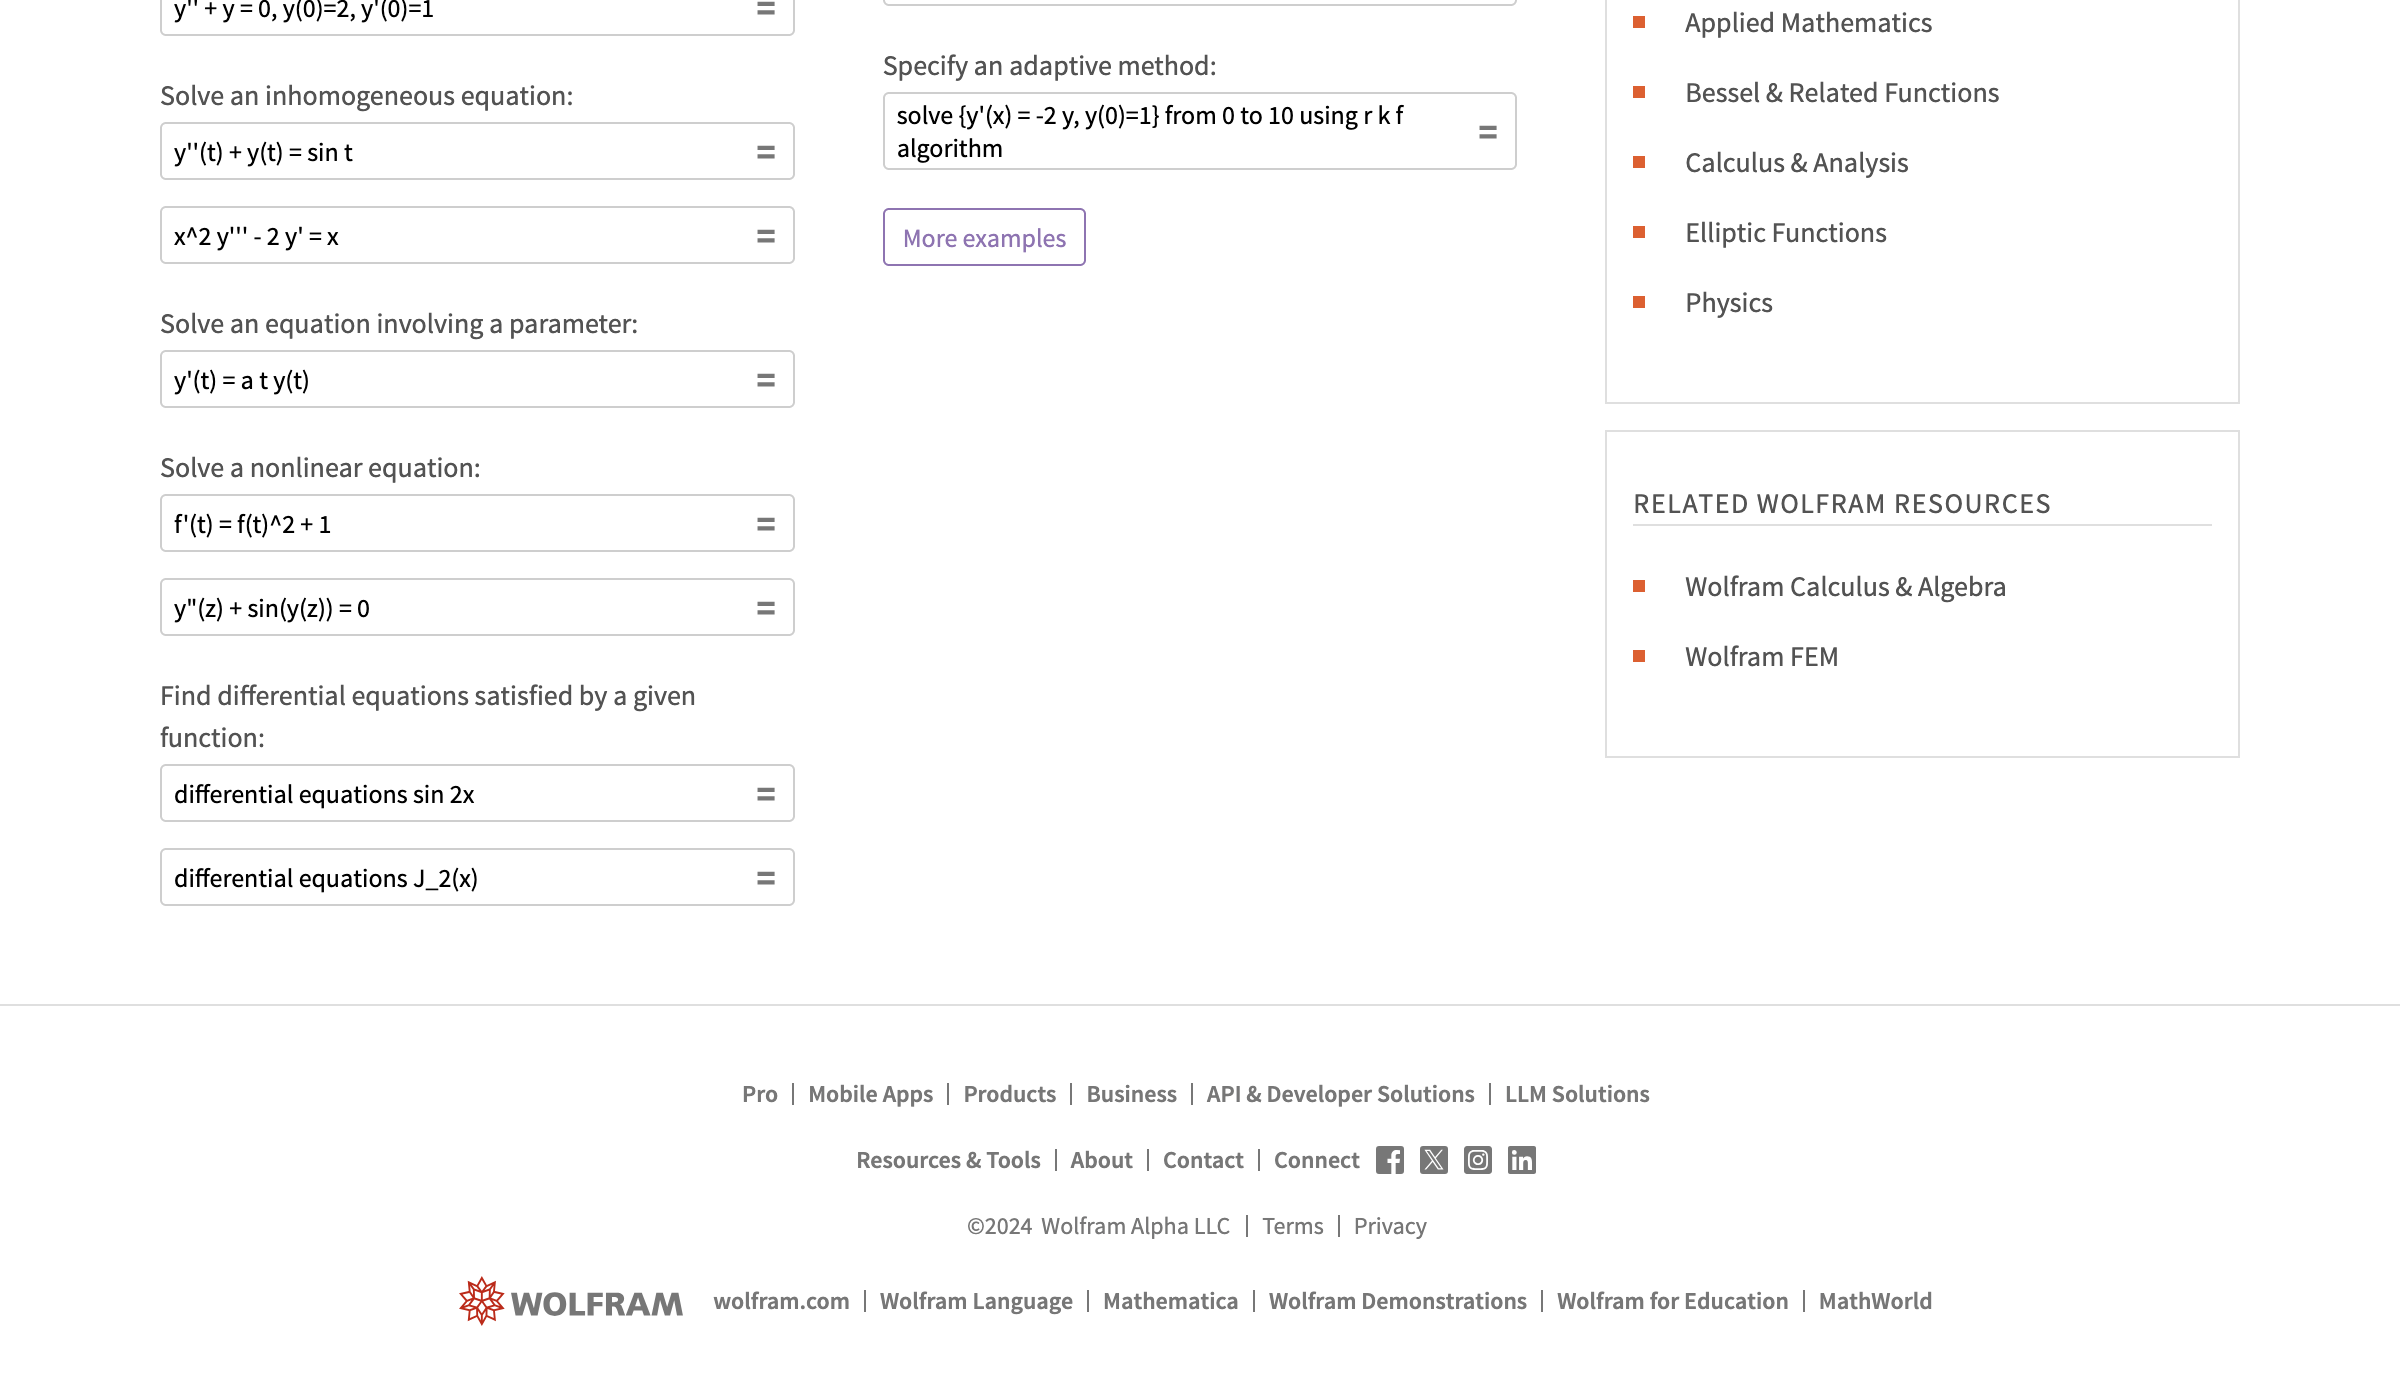 y'' + y = 0, y(0)=2, y'(0)=1
=
Solve an inhomogeneous equation:
y''(t) + y(t) = sin t
=
x^2 y''' - 2 y' = x
=
Solve an equation involving a parameter:
y'(t) = a t y(t)
=
Solve a nonlinear equation:
f'(t) = f(t)^2 + 1
=
y"(z) + sin(y(z)) = 0
=
Find differential equations satisfied by a given
function:
differential equations sin 2x
=
differential equations J_2(x)
=
Specify an adaptive method:
solve {y'(x) = -2 y, y(0)=1} from 0 to 10 using r k f
algorithm
=
More examples
Applied Mathematics
Bessel & Related Functions
Calculus & Analysis
Elliptic Functions
Physics
RELATED WOLFRAM RESOURCES
Wolfram Calculus & Algebra
Wolfram FEM
Pro | Mobile Apps | Products | Business | API & Developer Solutions | LLM Solutions
Resources & Tools | About | Contact | Connect
©2024 Wolfram Alpha LLC | Terms | Privacy
WOLFRAM wolfram.com | Wolfram Language | Mathematica | Wolfram Demonstrations | Wolfram for Education | MathWorld